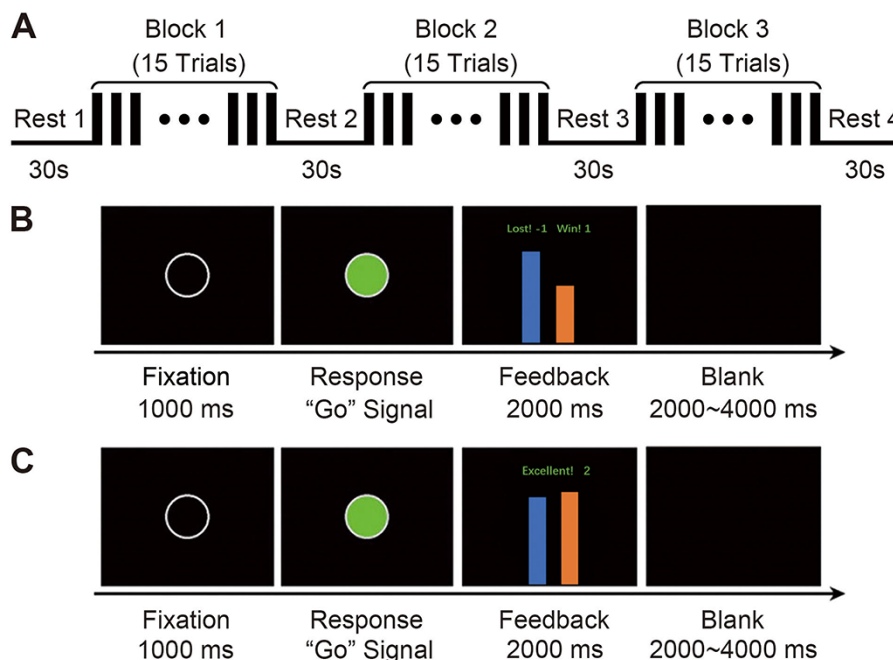 A
Block 1
(15 Trials)
Block 2
(15 Trials)
Block 3
(15 Trials)
Rest 1
Rest 2
Rest 3
Rest 4
30s
30s
30s
30s
B
Lost! -1 Win! 1
Fixation
1000 ms
Response
“Go” Signal
Feedback
2000 ms
Blank
2000~4000 ms
C
Excellent! 2
Fixation
1000 ms
Response
“Go” Signal
Feedback
2000 ms
Blank
2000~4000 ms